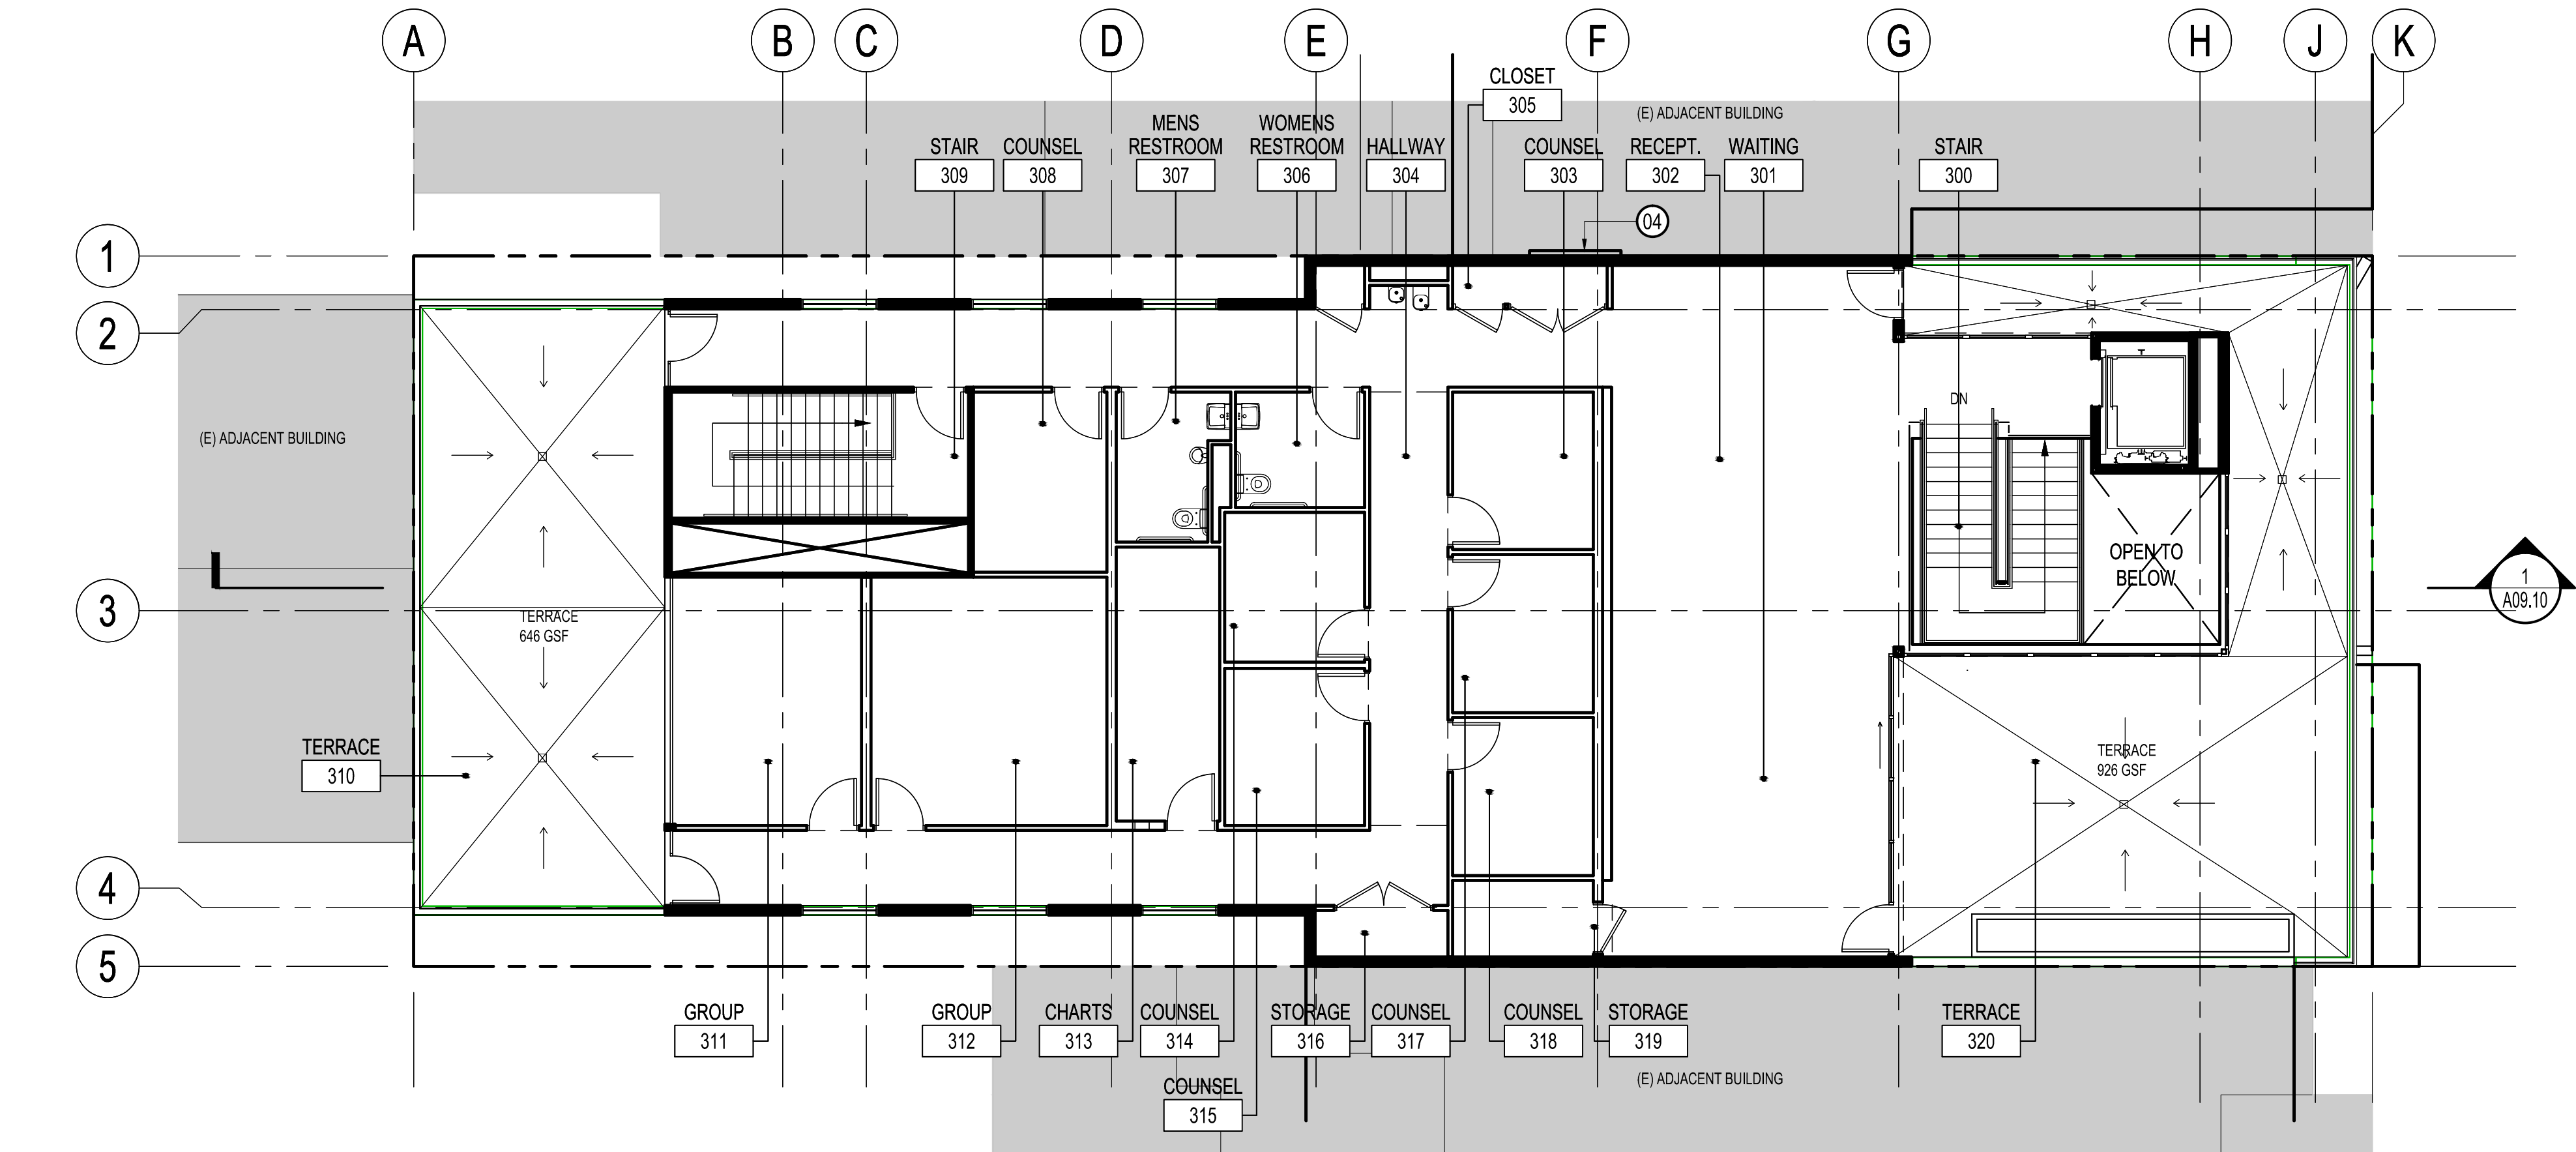 A
B
C
D
E
F
G
H
J
K
CLOSET
305
(E) ADJACENT BUILDING
MENS
RESTROOM
307
WOMENS
RESTROOM
306
STAIR
309
COUNSEL
308
HALLWAY
304
COUNSEL
303
RECEPT.
302
WAITING
301
STAIR
300
04
1
2
3
4
5
(E) ADJACENT BUILDING
DN
OPEN TO
BELOW
1
A09.10
TERRACE
646 GSF
TERRACE
310
TERRACE
926 GSF
GROUP
311
GROUP
312
CHARTS
313
COUNSEL
314
STORAGE
316
COUNSEL
317
COUNSEL
318
STORAGE
319
TERRACE
320
COUNSEL
315
(E) ADJACENT BUILDING